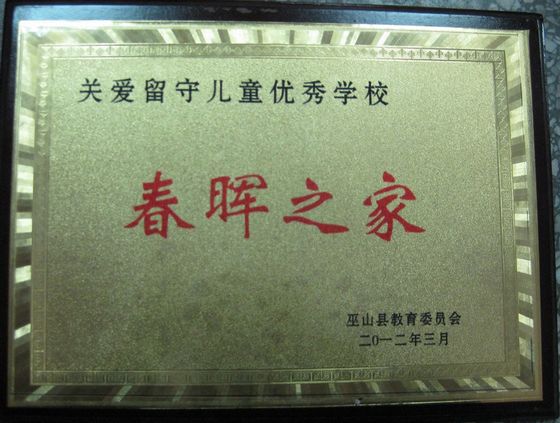 关爱留守儿童优秀学校
春晖之家
巫山县教育委员会
二0一二年三月